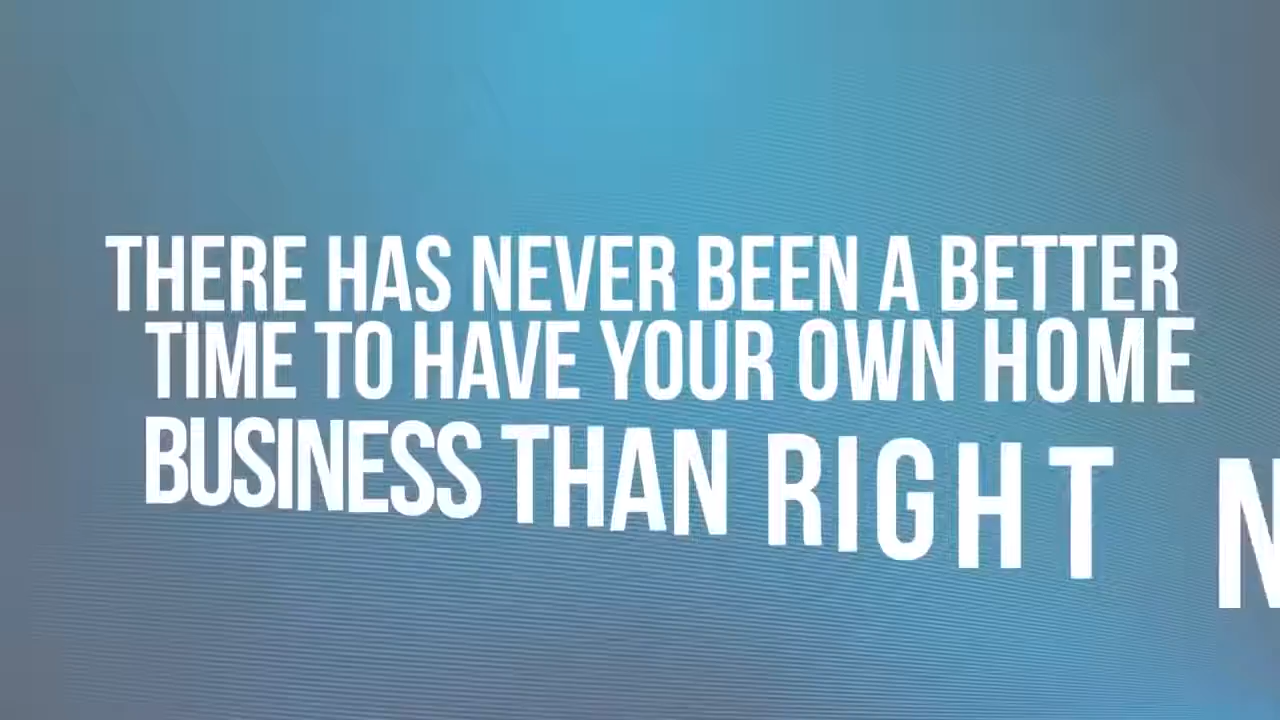 THERE HAS NEVER BEEN A BETTER
TIME TO HAVE YOUR OWN HOME
BUSINESS THAN RIGHT N